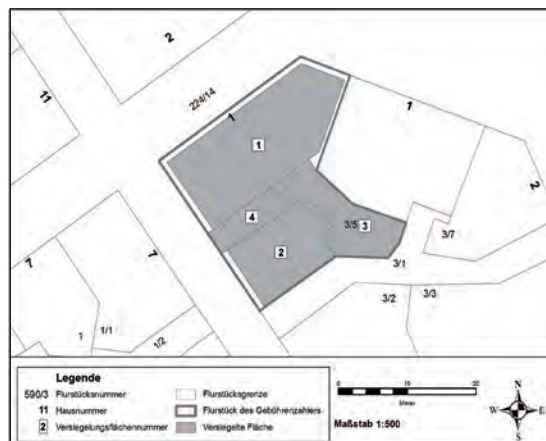 2
11
224/14
1
1
1
2
4
3/5
3
3/7
2
3/1
7
7
3/2
3/3
1/1
1
1/2
Legende
590/3 Flurstücksnummer
11 Hausnummer
2 Versiegelungsflächennummer
Flurstücksgrenze
Flurstück des Gebührenzahlers
Versiegelte Fläche
0 10 20
Meter
Maßstab 1:500
N
W E
S